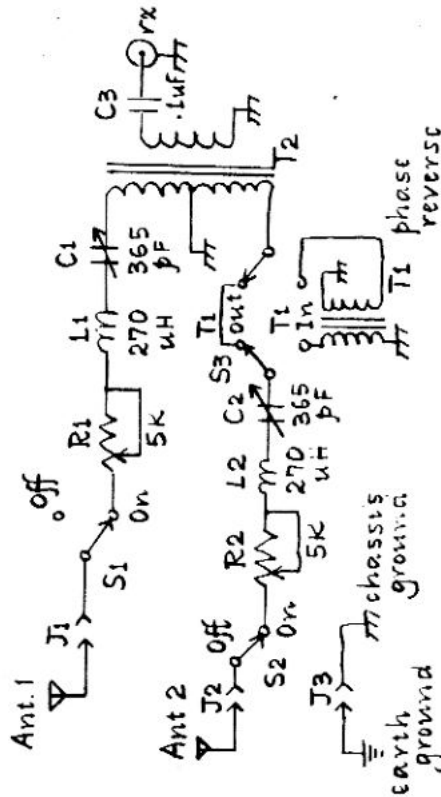 Ant. 1
J1
S1
Off
On
R1
5K
L1
270
uH
C1
365
pF
T2
C3
.1uF
rx
Ant 2
J2
S2
Off
On
R2
5K
L2
270
uH
C2
365
pF
S3
T1
out
T1
In
T1
phase
reverse
J3
earth
ground
chassis
ground